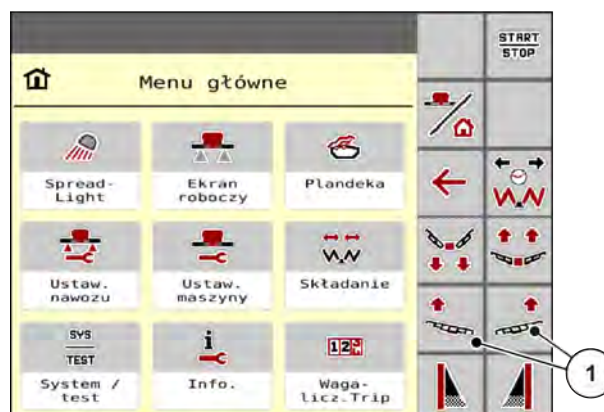 START
STOP
Menu główne
Spread-
Light
Ekran
roboczy
Plandeka
Ustaw.
nawozu
Ustaw.
maszyny
Składanie
SYS
TEST
System /
test
i
Info.
123
Waga-
licz.Trip
1